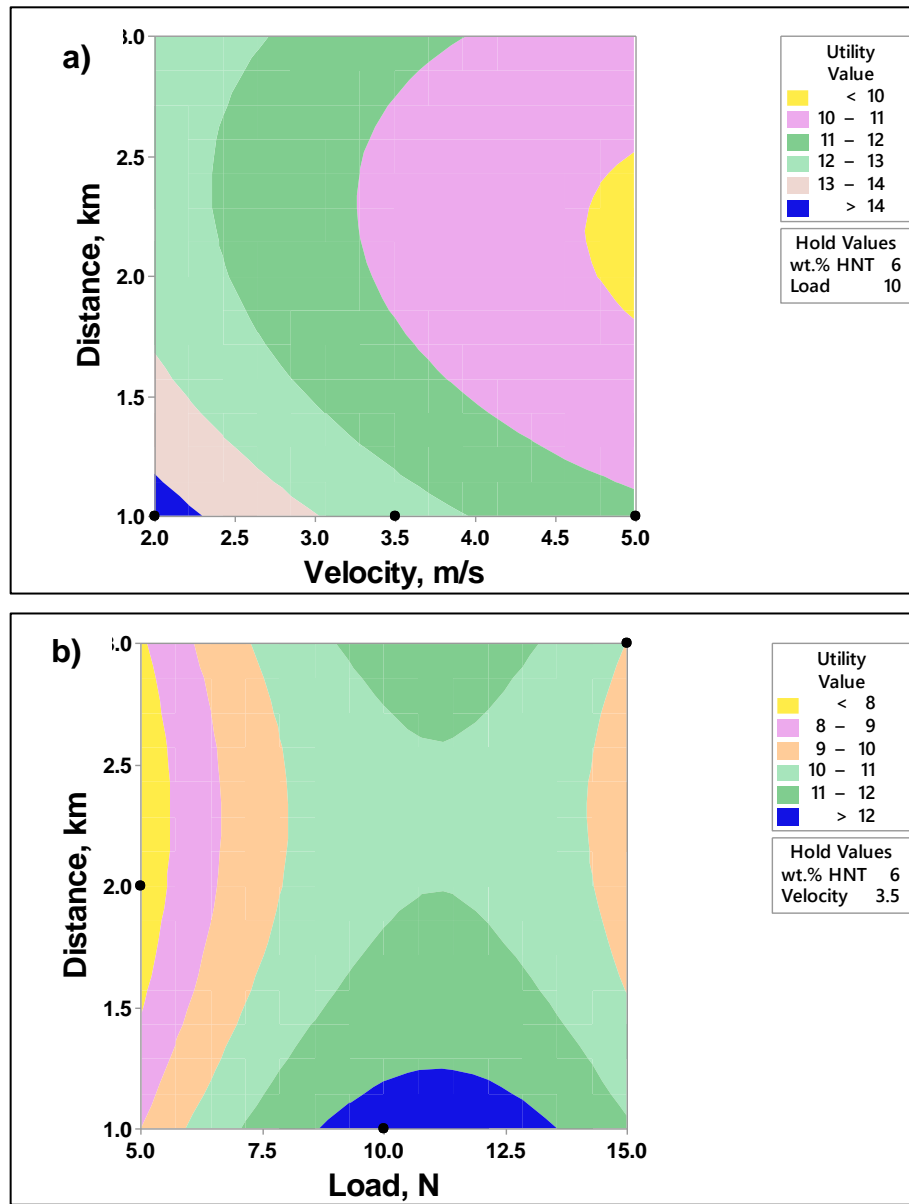 a)
3.0
2.5
2.0
1.5
1.0
Distance, km
2.0 2.5 3.0 3.5 4.0 4.5 5.0
Velocity, m/s
Utility
Value
< 10
10 – 11
11 – 12
12 – 13
13 – 14
> 14
Hold Values
wt.% HNT 6
Load 10
b)
3.0
2.5
2.0
1.5
1.0
Distance, km
5.0 7.5 10.0 12.5 15.0
Load, N
Utility
Value
< 8
8 – 9
9 – 10
10 – 11
11 – 12
> 12
Hold Values
wt.% HNT 6
Velocity 3.5